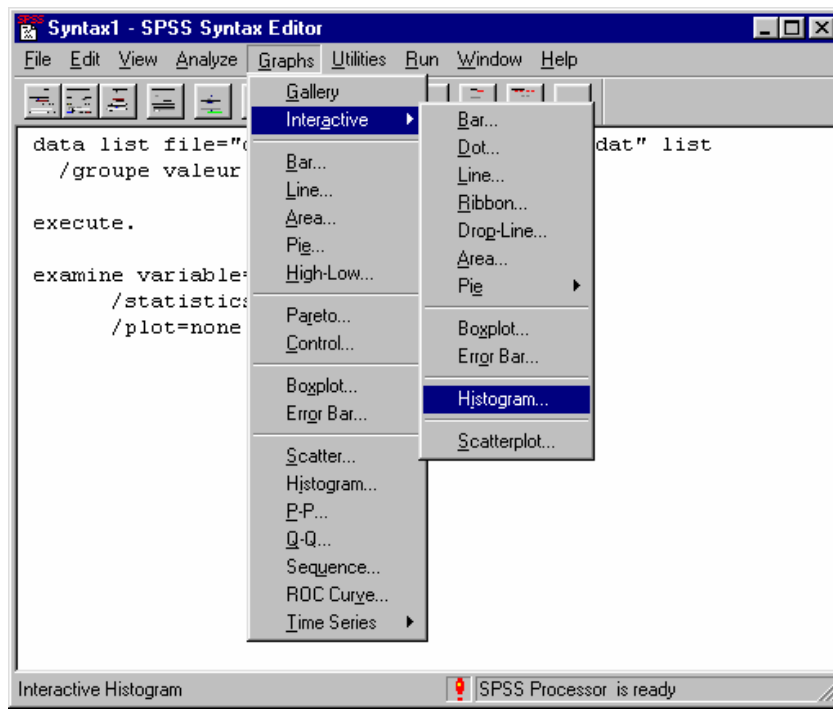 SPSS
Syntax1 - SPSS Syntax Editor
File Edit View Analyze Graphs Utilities Run Window Help
Gallery
Interactive
Bar...
Line...
Area...
Pie...
High-Low...
Pareto...
Control...
Boxplot...
Error Bar...
Scatter...
Histogram...
P-P...
Q-Q...
Sequence...
ROC Curve...
Time Series
Bar...
Dot...
Line...
Ribbon...
Drop-Line...
Area...
Pie
Boxplot...
Error Bar...
Histogram...
Scatterplot...
data list file=" dat" list
/groupe valeur
execute.
examine variable
/statistics
/plot=none
Interactive Histogram SPSS Processor is ready